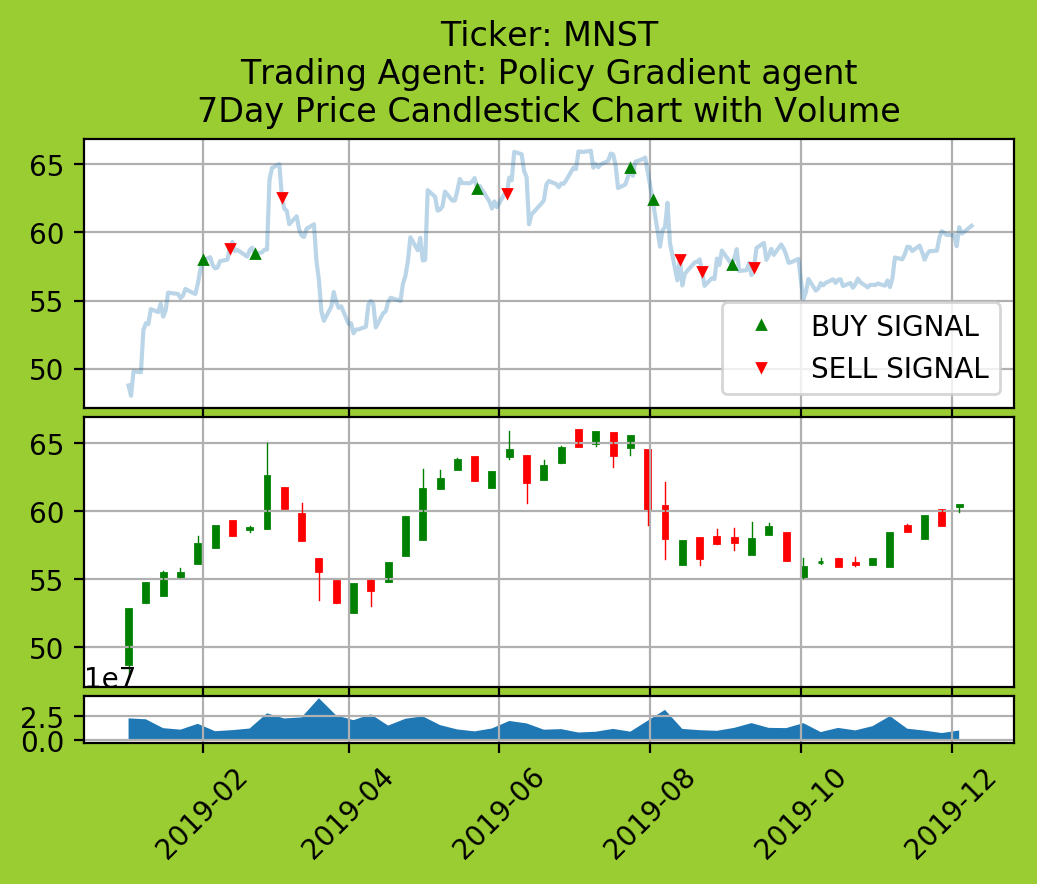 Ticker: MNST
Trading Agent: Policy Gradient agent
7Day Price Candlestick Chart with Volume
65
60
55
50
BUY SIGNAL
SELL SIGNAL
65
60
55
50
1e7
2.5
0.0
2019-02
2019-04
2019-06
2019-08
2019-10
2019-12